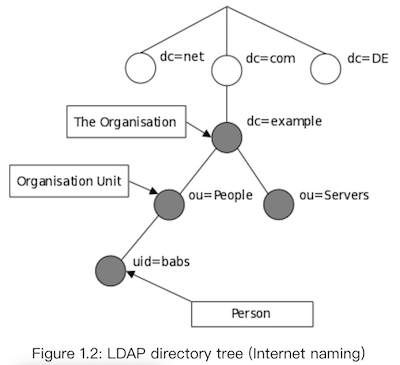 dc=net
dc=com
dc=DE
The Organisation
dc=example
Organisation Unit
ou=People
ou=Servers
uid=babs
Person
Figure 1.2: LDAP directory tree (Internet naming)